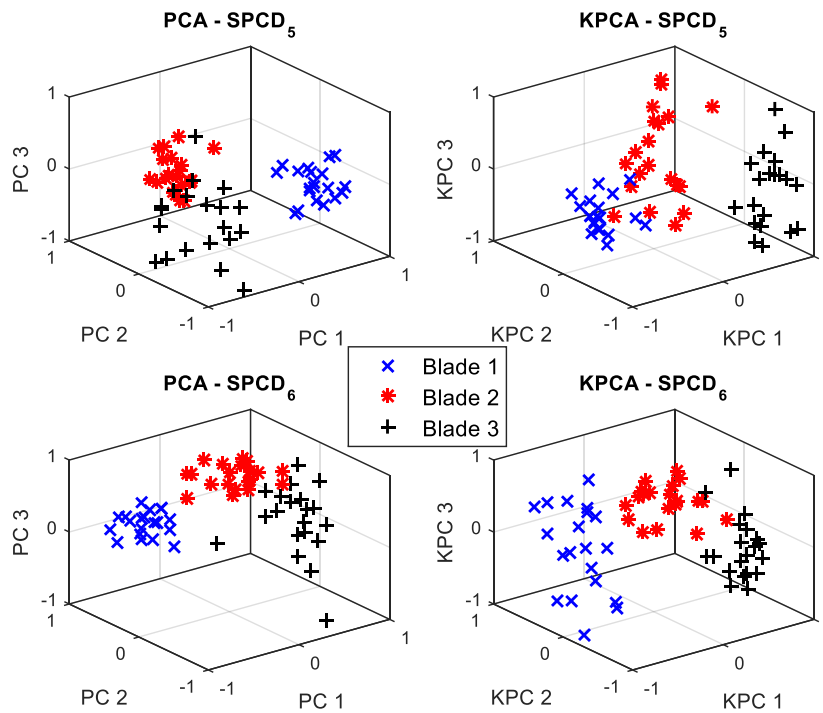 PCA - SPCD5
1
0
-1
PC 3
1
0
-1
PC 2
-1
0
1
PC 1
KPCA - SPCD5
1
0
-1
KPC 3
1
0
-1
KPC 2
-1
0
1
KPC 1
Blade 1
Blade 2
Blade 3
PCA - SPCD6
1
0
-1
PC 3
1
0
-1
PC 2
-1
0
1
PC 1
KPCA - SPCD6
1
0
-1
KPC 3
1
0
-1
KPC 2
-1
0
KPC 1